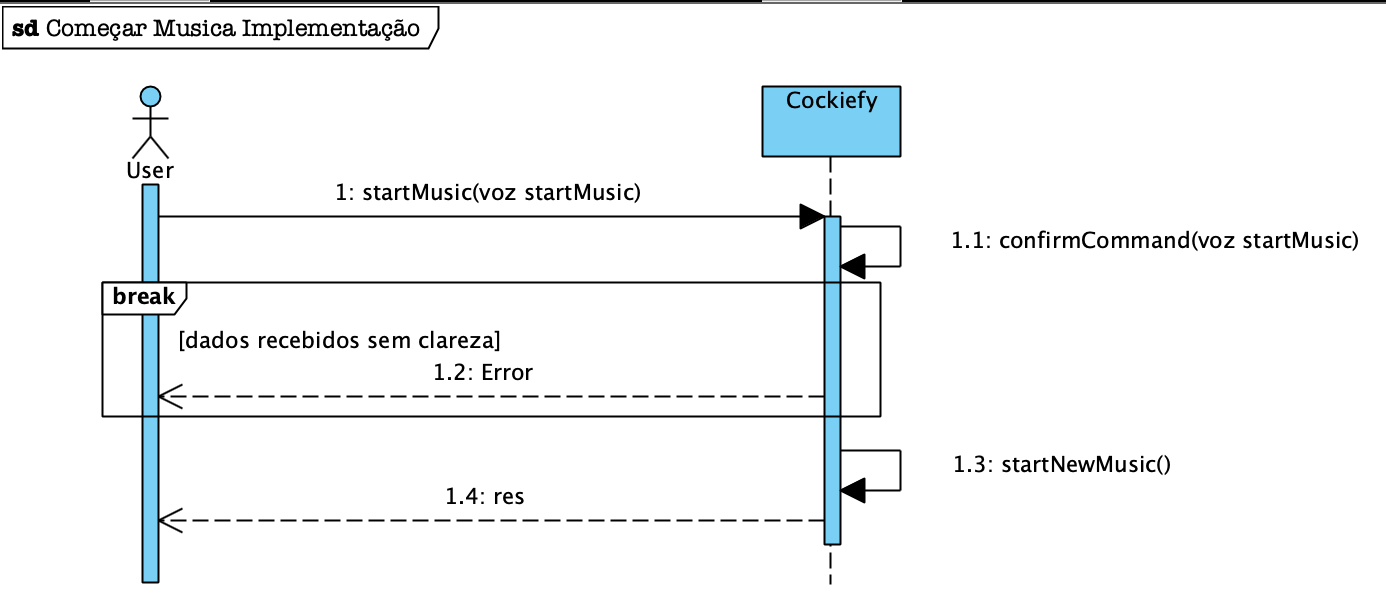 sd Começar Musica Implementação
Cockiefy
User
1: startMusic(voz startMusic)
1.1: confirmCommand(voz startMusic)
break
[dados recebidos sem clareza]
1.2: Error
1.3: startNewMusic()
1.4: res